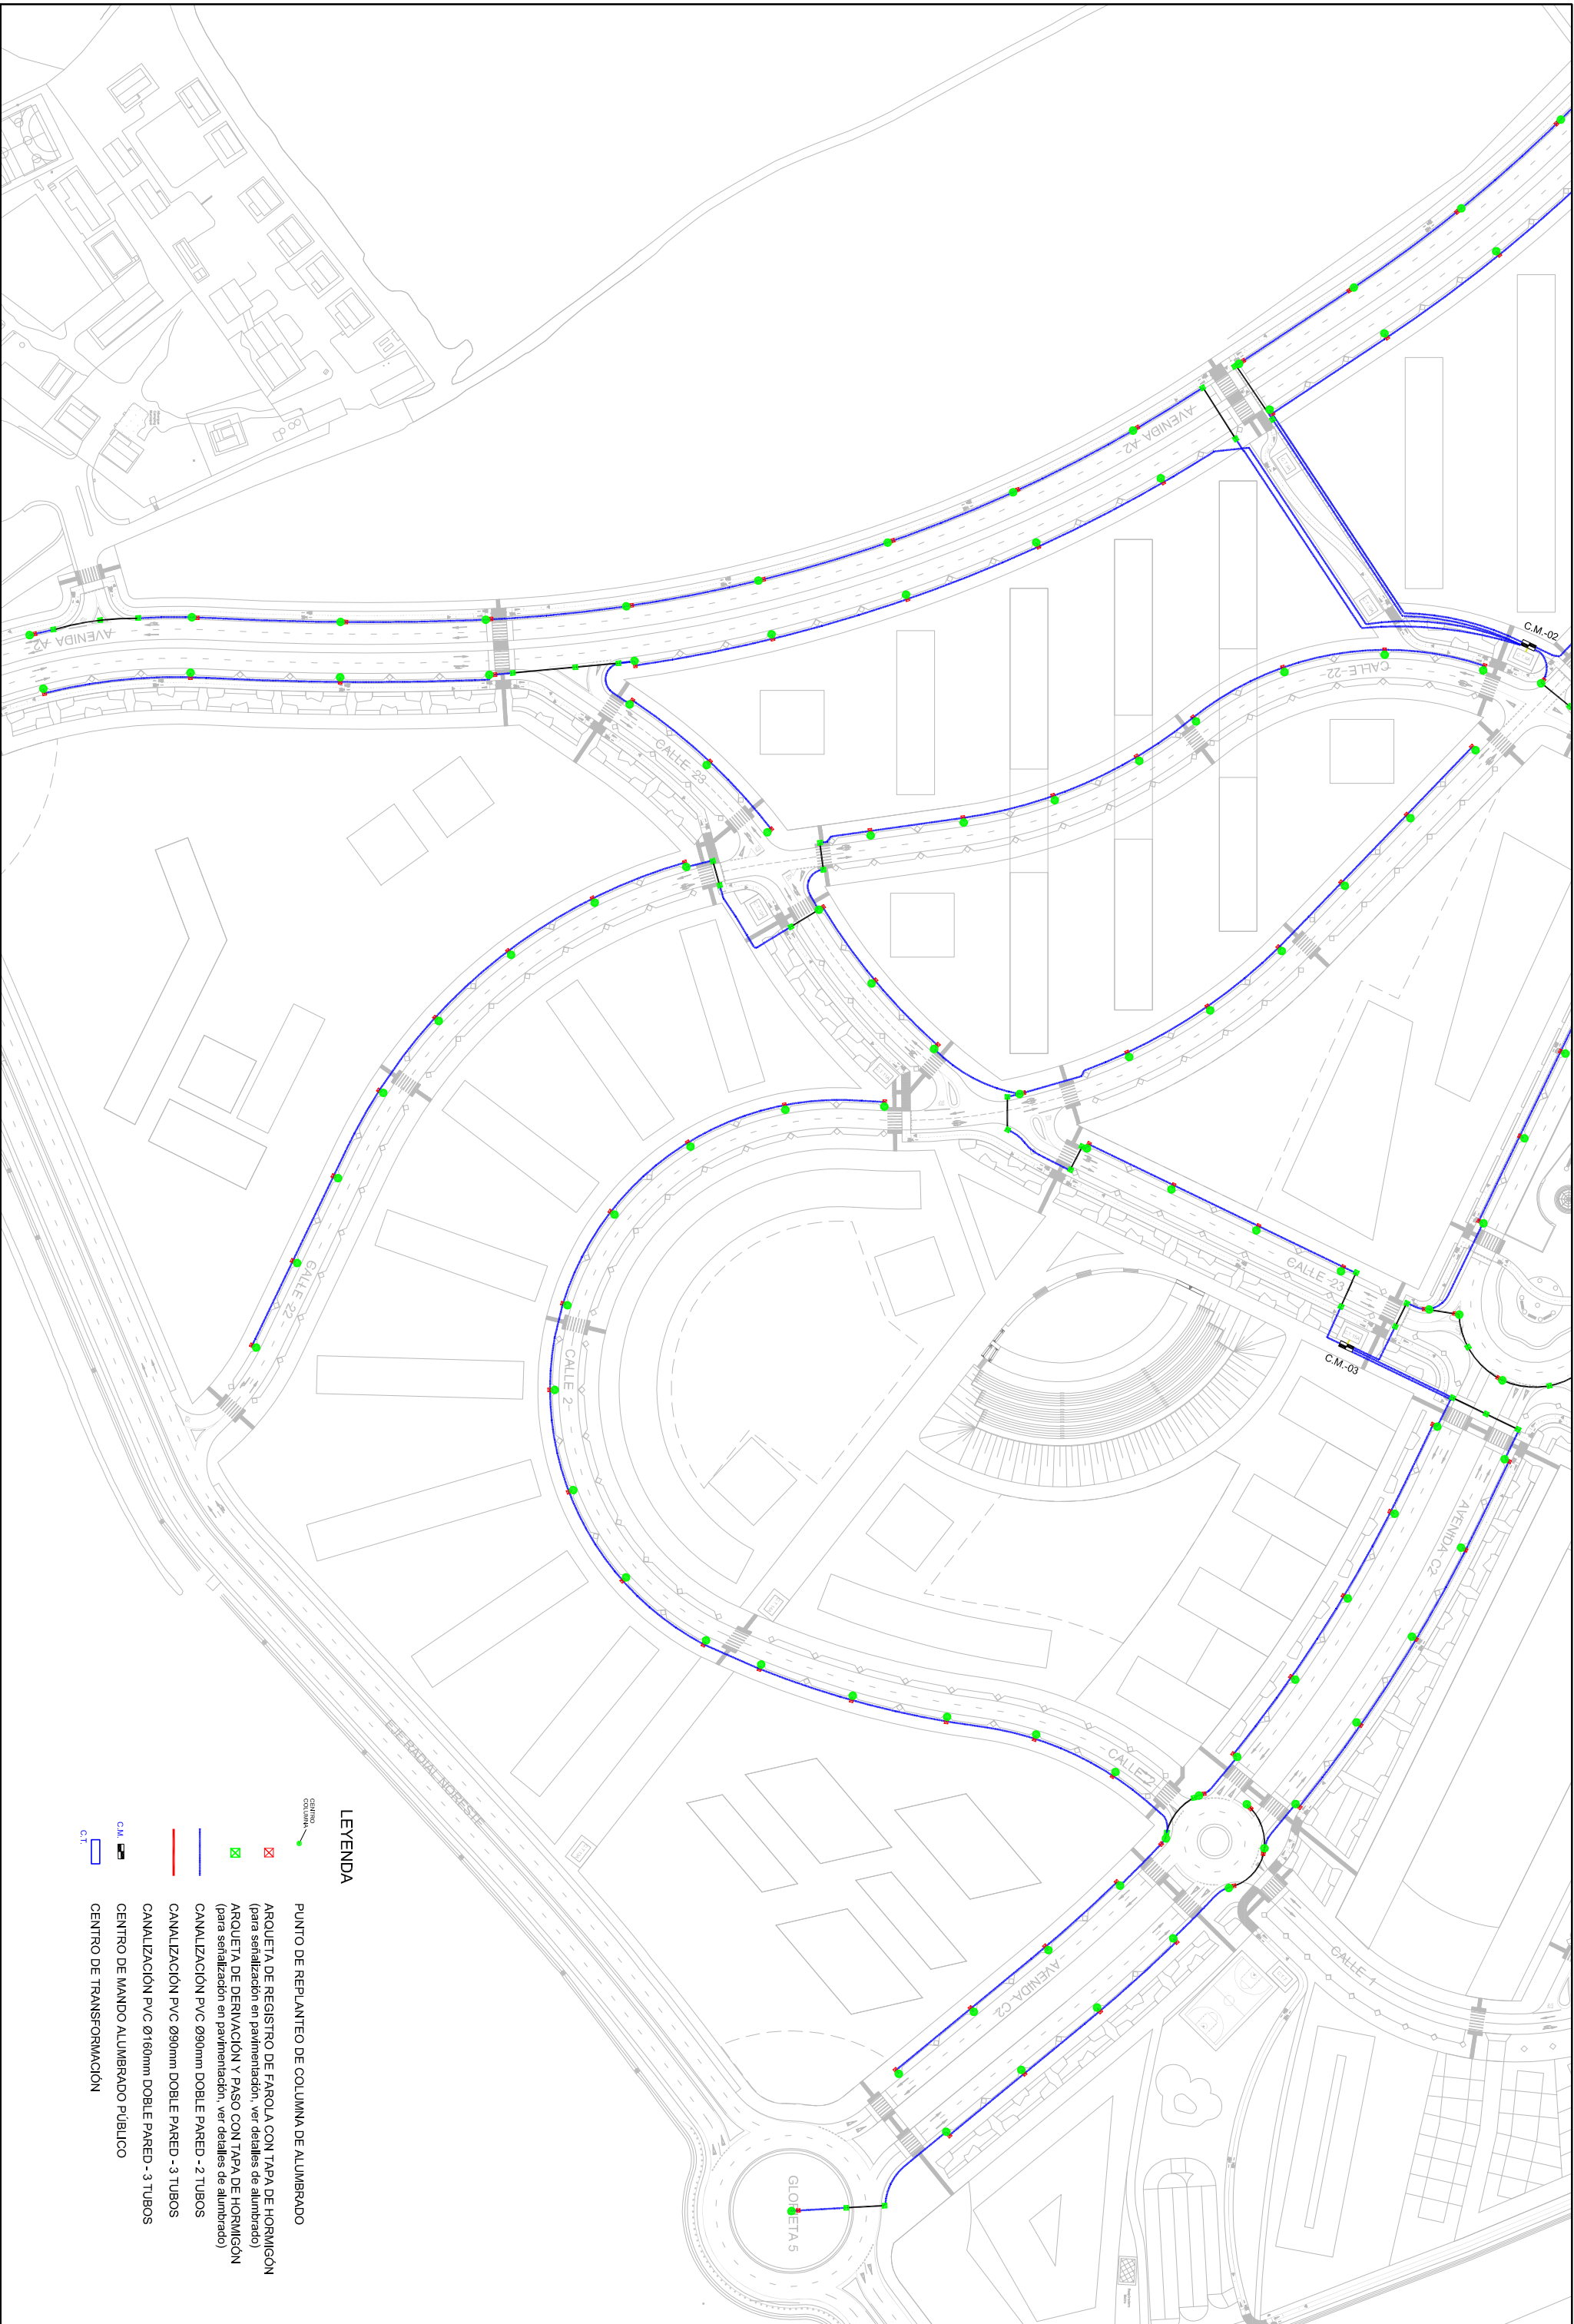 C.M.-02
AVENIDA A2
AVENIDA A2
CALLE 22
CALLE 23
CALLE 23
C.M.-03
CALLE 22
CALLE 2
AVENIDA C2
CALLE 2
EJE RADIAL NORESTE
CALLE 1
AVENIDA C2
GLORIETA 5
LEYENDA
CENTRO
COLUMNA
PUNTO DE REPLANTEO DE COLUMNA DE ALUMBRADO
ARQUETA DE REGISTRO DE FAROLA CON TAPA DE HORMIGÓN
(para señalización en pavimentación, ver detalles de alumbrado)
ARQUETA DE DERIVACIÓN Y PASO CON TAPA DE HORMIGÓN
(para señalización en pavimentación, ver detalles de alumbrado)
CANALIZACIÓN PVC Ø90mm DOBLE PARED - 2 TUBOS
CANALIZACIÓN PVC Ø90mm DOBLE PARED - 3 TUBOS
CANALIZACIÓN PVC Ø160mm DOBLE PARED - 3 TUBOS
C.M.
CENTRO DE MANDO ALUMBRADO PÚBLICO
C.T.
CENTRO DE TRANSFORMACIÓN